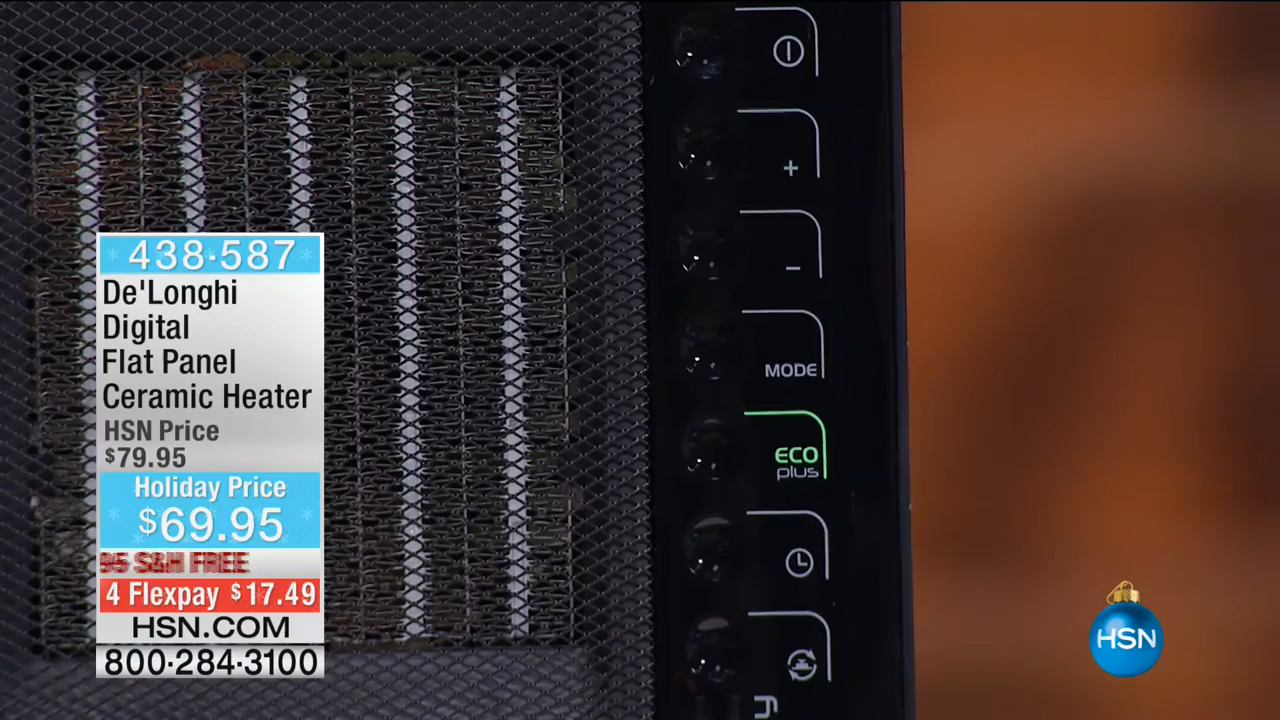 438·587
De'Longhi
Digital
Flat Panel
Ceramic Heater
HSN Price
$79.95
Holiday Price
$69.95
95 S&H FREE
4 Flexpay $17.49
HSN.COM
800·284·3100
+
−
MODE
ECO
plus
HSN